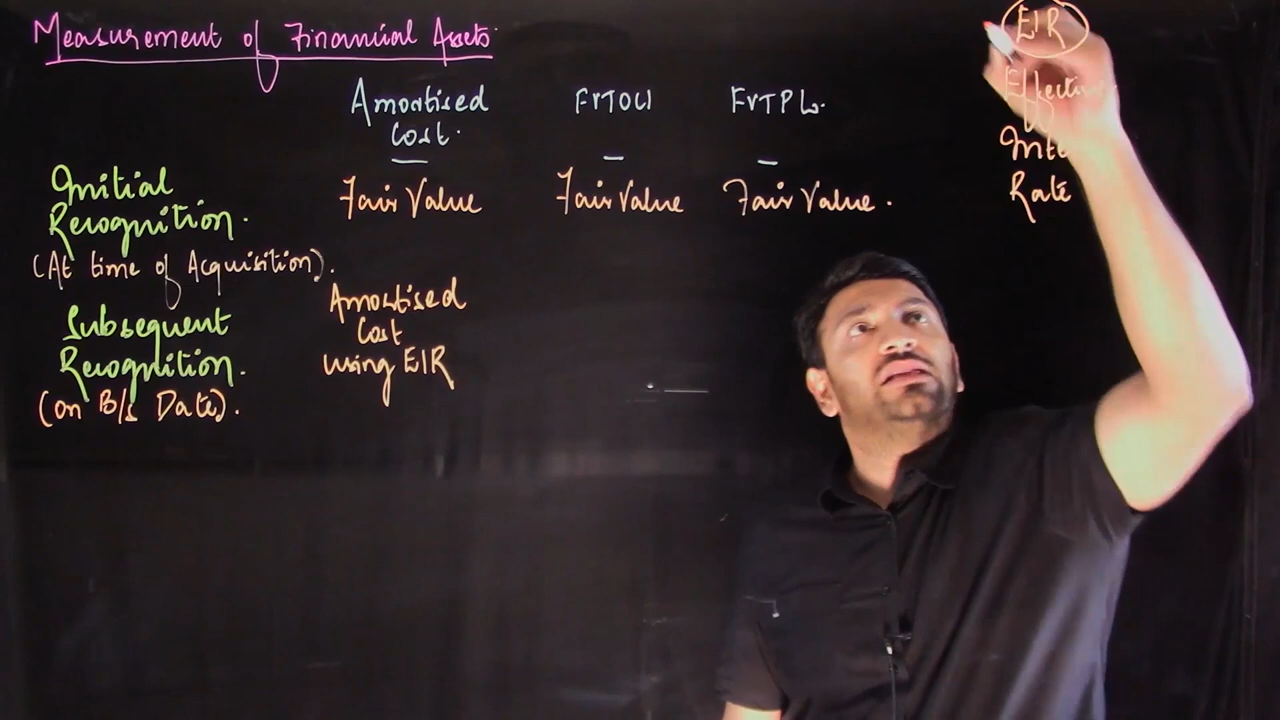 Measurement of Financial Assets
EIR
Effective
Rate
Amortised
Cost.
FVTOCI
FVTPL.
Initial
Recognition.
(At time of Acquisition).
Fair Value
Fair Value
Fair Value.
Subsequent
Recognition.
(on B/s Date).
Amortised
Cost
using EIR